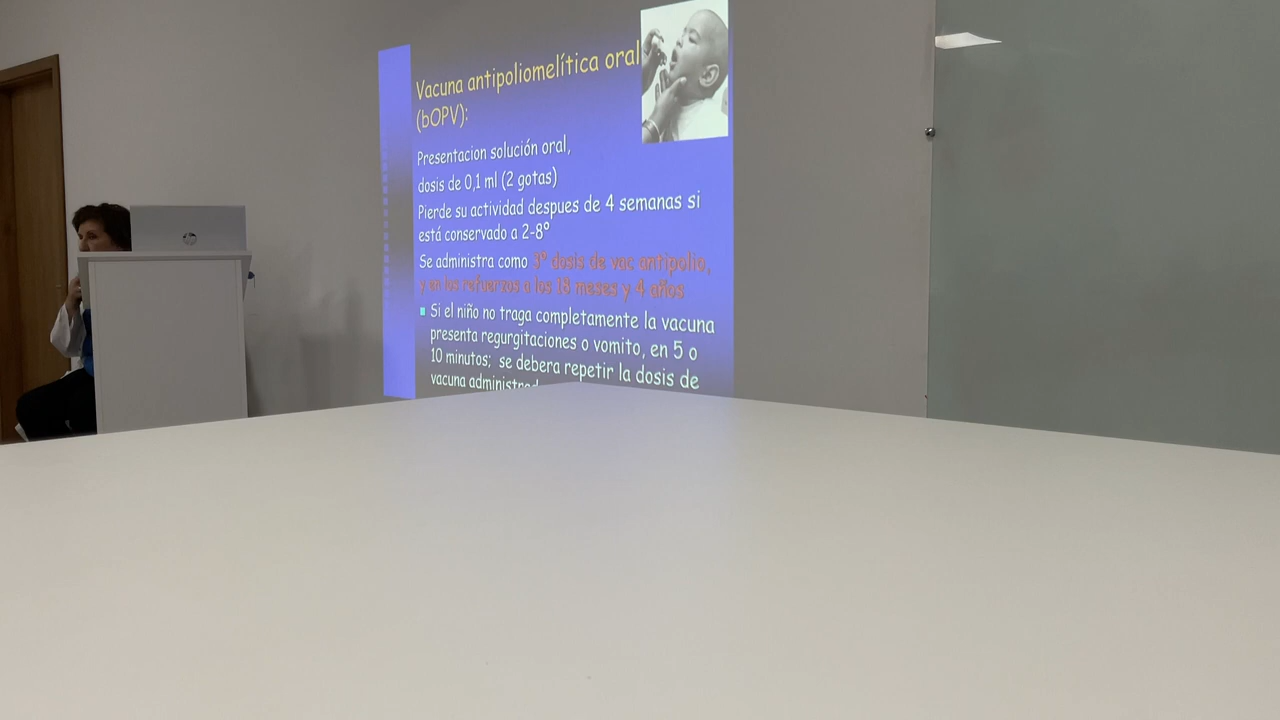 Vacuna antipoliomelítica oral
(bOPV):
Presentacion solución oral,
dosis de 0,1 ml (2 gotas)
Pierde su actividad despues de 4 semanas si
está conservado a 2-8º
Se administra como 3º dosis de vac antipolio,
y en los refuerzos a los 18 meses y 4 años
Si el niño no traga completamente la vacuna
presenta regurgitaciones o vomito, en 5 o
10 minutos; se debera repetir la dosis de
vacuna